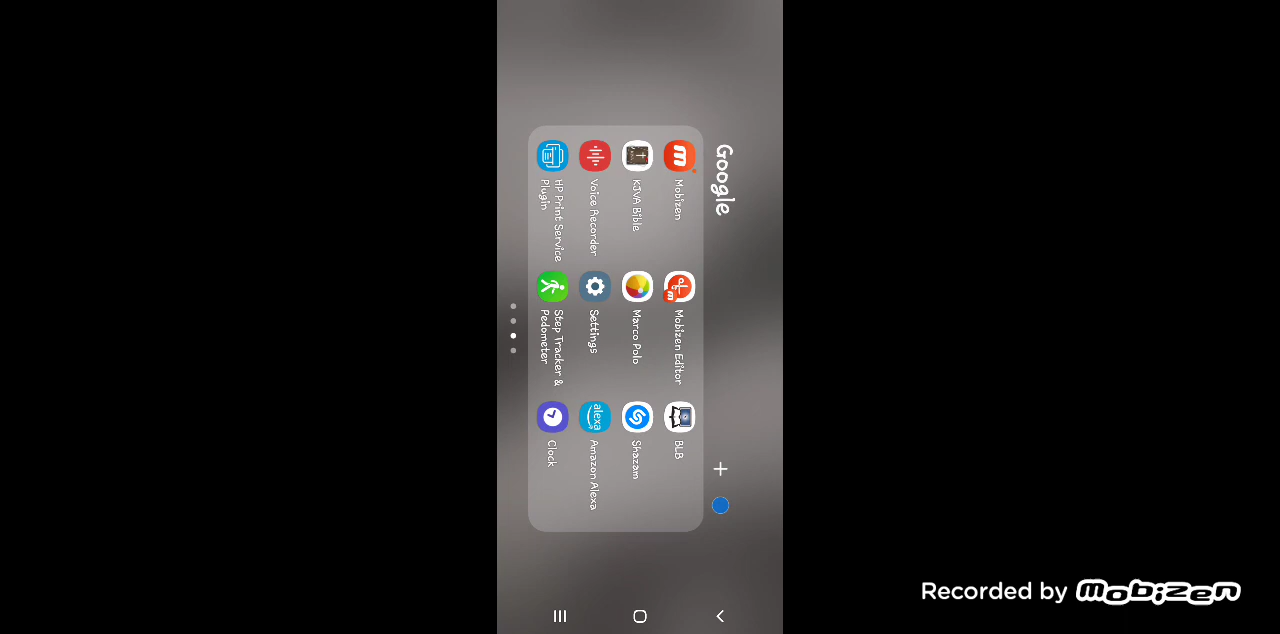 Google
Mobizen
Mobizen Editor
BLB
KJVA Bible
Marco Polo
Shazam
Voice Recorder
Settings
alexa
Amazon Alexa
HP Print Service
Plugin
Step Tracker &
Pedometer
Clock
Recorded by Mobizen